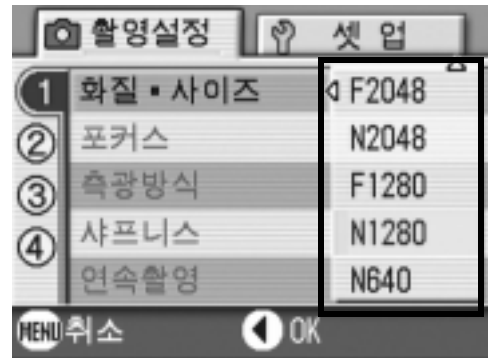 촬영설정 셋 업
1 화질▪사이즈 F2048
② 포커스 N2048
③ 측광방식 F1280
④ 샤프니스 N1280
연속촬영 N640
MENU 취소 OK